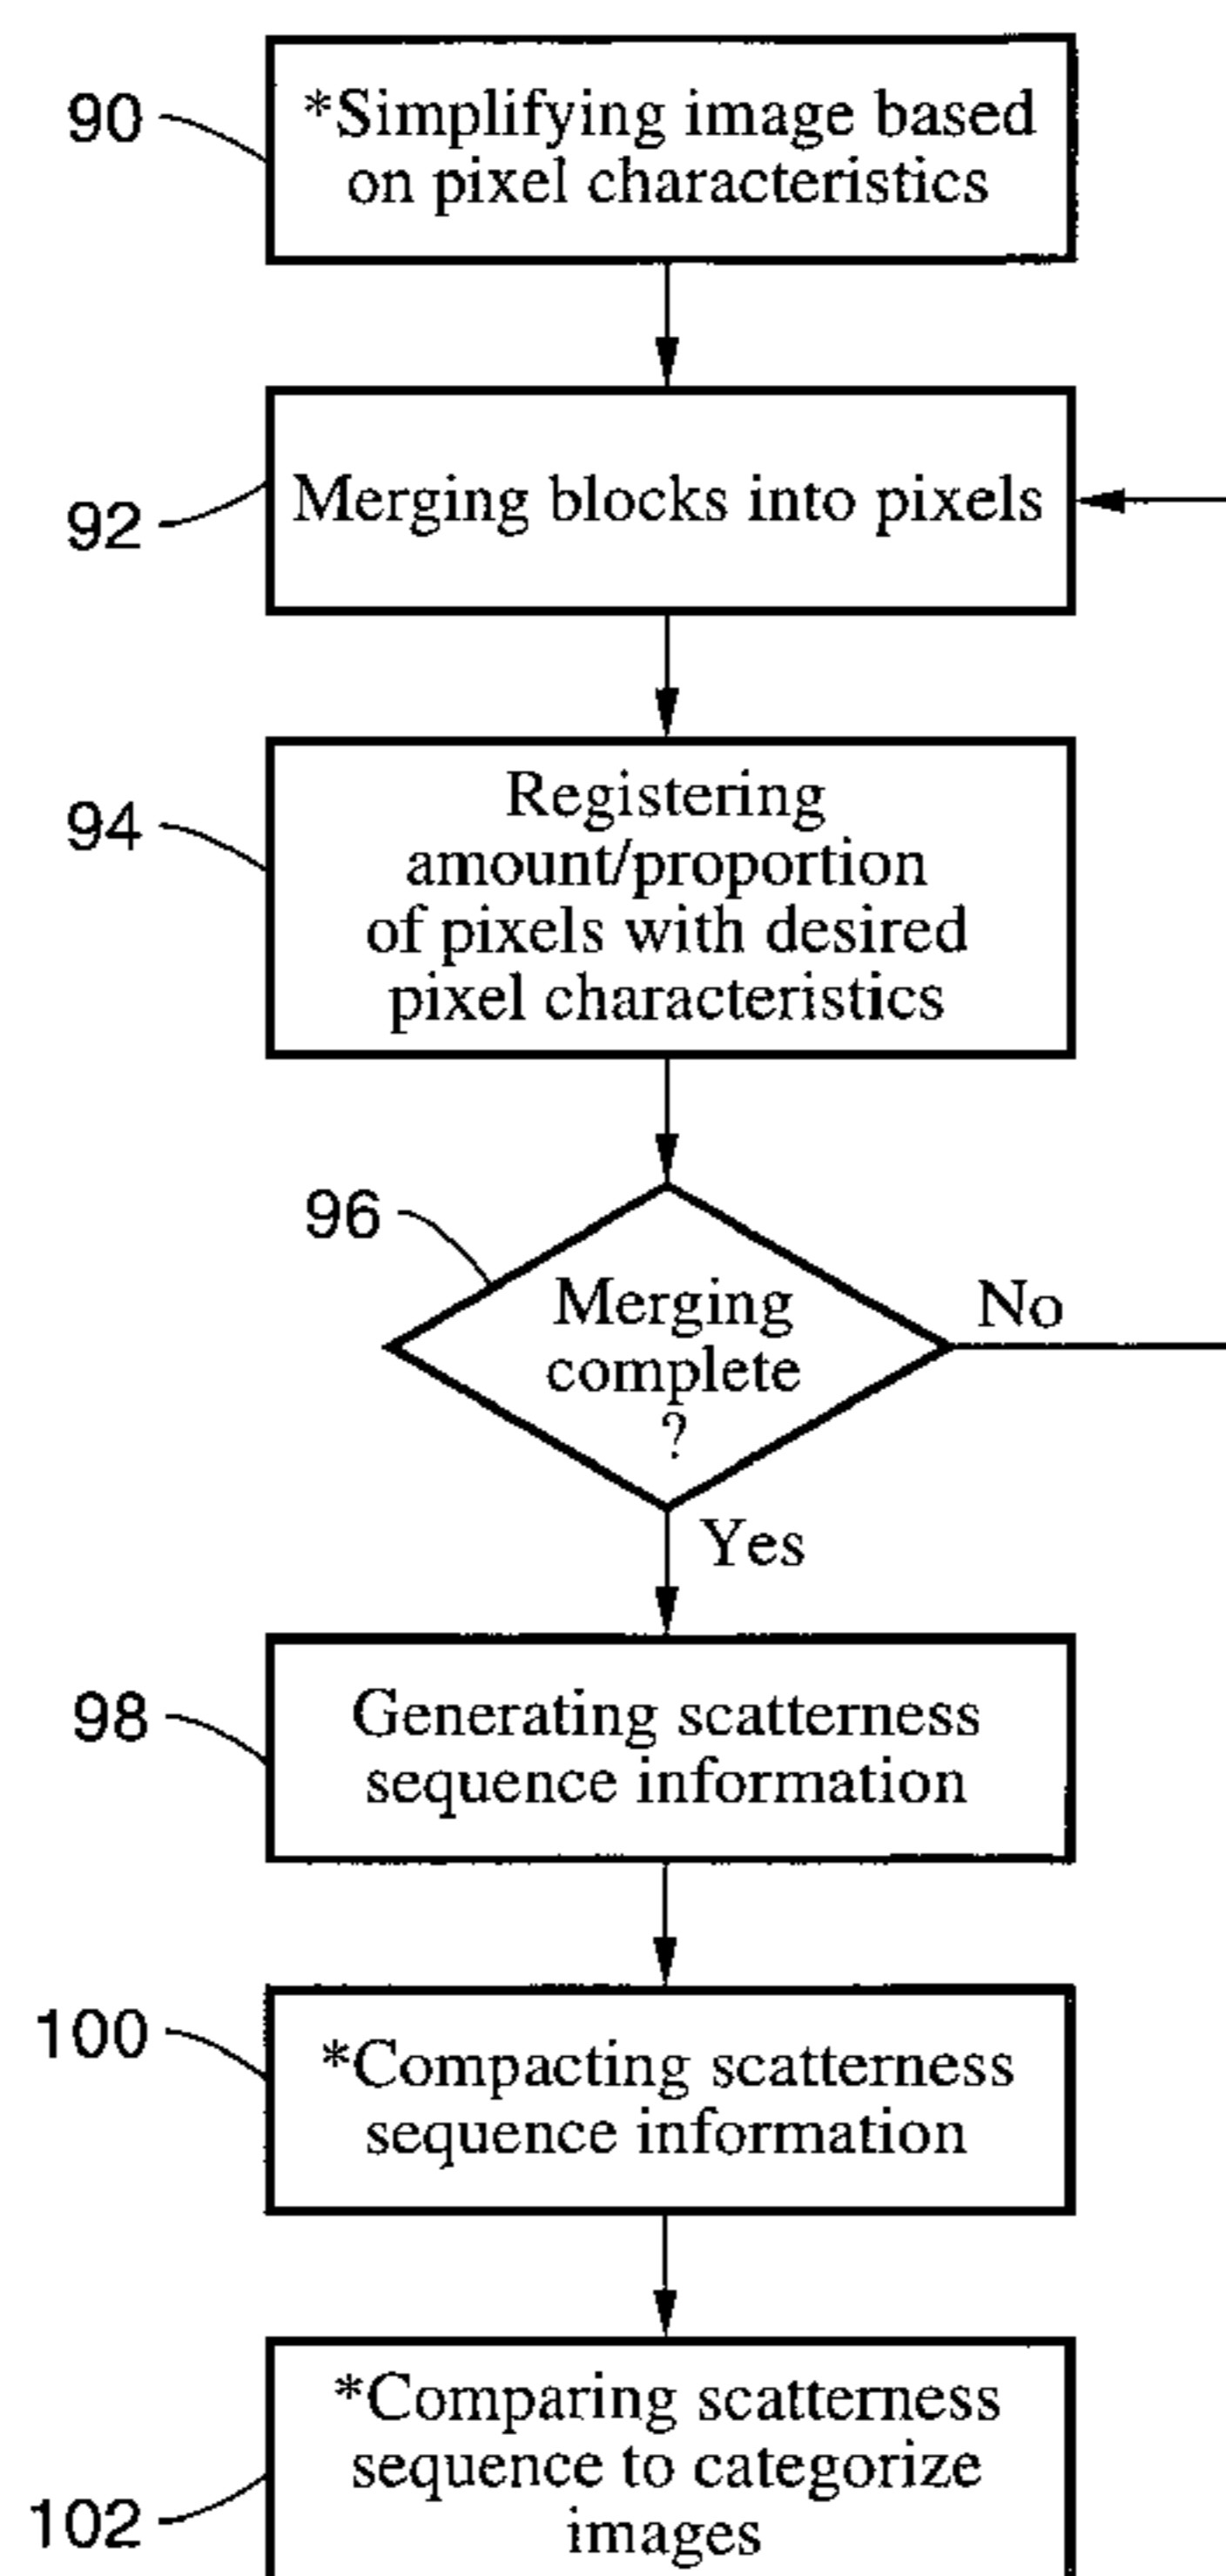 90
*Simplifying image based
on pixel characteristics
92
Merging blocks into pixels
94
Registering
amount/proportion
of pixels with desired
pixel characteristics
96
Merging
complete
?
No
Yes
98
Generating scatterness
sequence information
100
*Compacting scatterness
sequence information
102
*Comparing scatterness
sequence to categorize
images